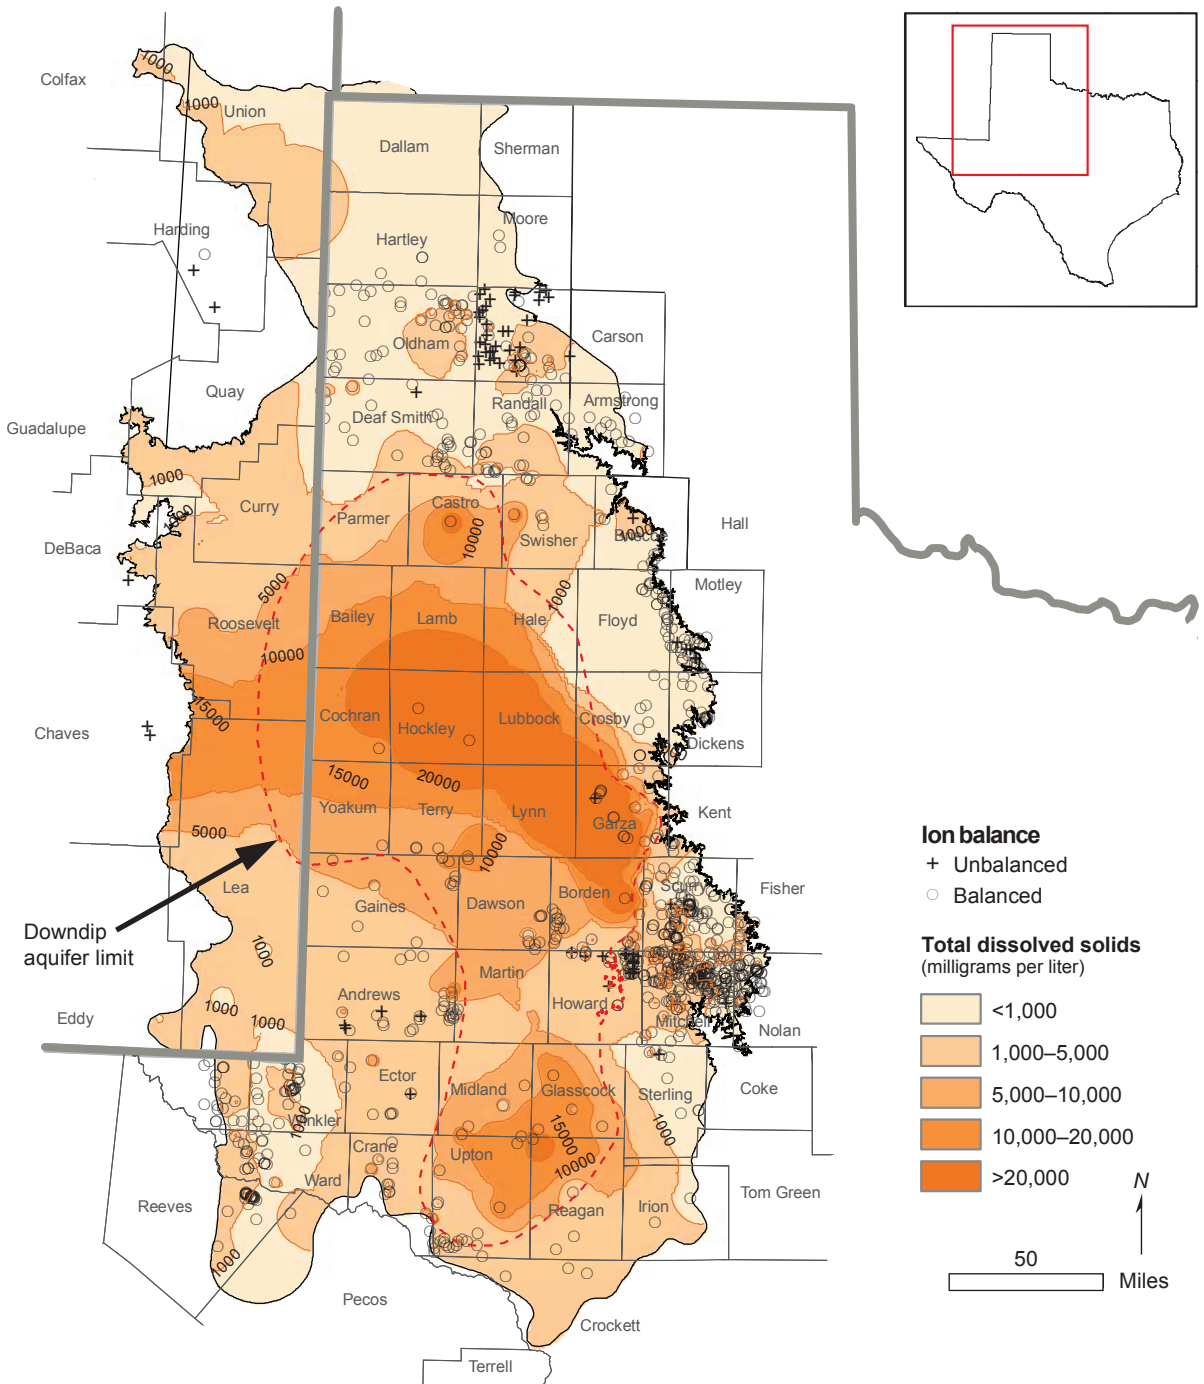 Colfax
1000
1000
Union
Dallam
Sherman
Moore
Harding
Hartley
Oldham
Carson
Quay
Deaf Smith
Randall
Armstrong
Guadalupe
1000
Curry
1000
Parmer
Castro
10000
Swisher
1000
Briscoe
Hall
DeBaca
5000
Motley
Roosevelt
Bailey
Lamb
Hale
1000
Floyd
10000
15000
Chaves
Cochran
Hockley
Lubbock
Crosby
Dickens
15000
20000
Yoakum
Terry
Lynn
Garza
Kent
5000
10000
Lea
Gaines
Dawson
Borden
Scurry
Fisher
Downdip
aquifer limit
1000
Martin
Andrews
Howard
Mitchell
Nolan
Eddy
1000
1000
Ector
Midland
Glasscock
Sterling
Coke
Winkler
1000
15000
1000
Crane
Upton
10000
Ward
Reeves
Reagan
Irion
Tom Green
1000
Pecos
Crockett
Terrell
Ion balance
+ Unbalanced
○ Balanced
Total dissolved solids
(milligrams per liter)
<1,000
1,000–5,000
5,000–10,000
10,000–20,000
>20,000
N
50
Miles